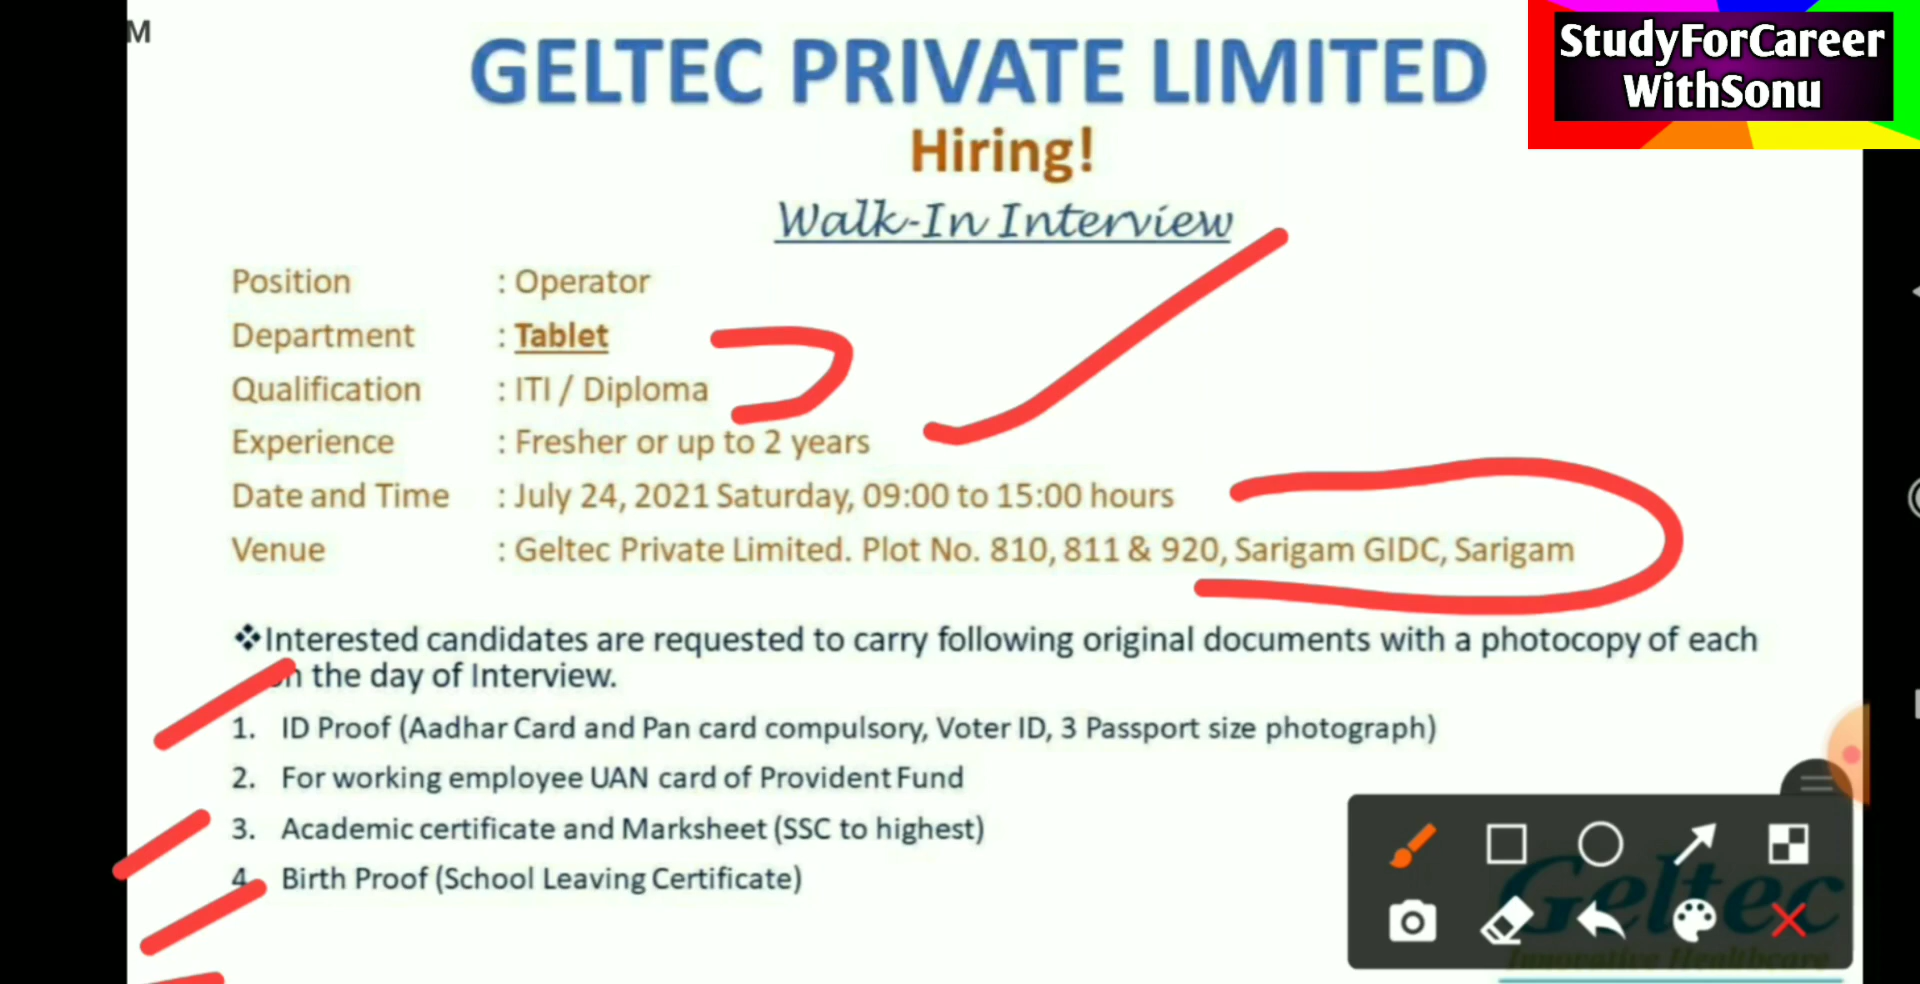 M
StudyForCareer
WithSonu
GELTEC PRIVATE LIMITED
Hiring!
Walk-In Interview
Position : Operator
Department : Tablet
Qualification : ITI / Diploma
Experience : Fresher or up to 2 years
Date and Time : July 24, 2021 Saturday, 09:00 to 15:00 hours
Venue : Geltec Private Limited. Plot No. 810, 811 & 920, Sarigam GIDC, Sarigam
❖Interested candidates are requested to carry following original documents with a photocopy of each
on the day of Interview.
1. ID Proof (Aadhar Card and Pan card compulsory, Voter ID, 3 Passport size photograph)
2. For working employee UAN card of Provident Fund
3. Academic certificate and Marksheet (SSC to highest)
4. Birth Proof (School Leaving Certificate)
Geltec
Innovative Healthcare